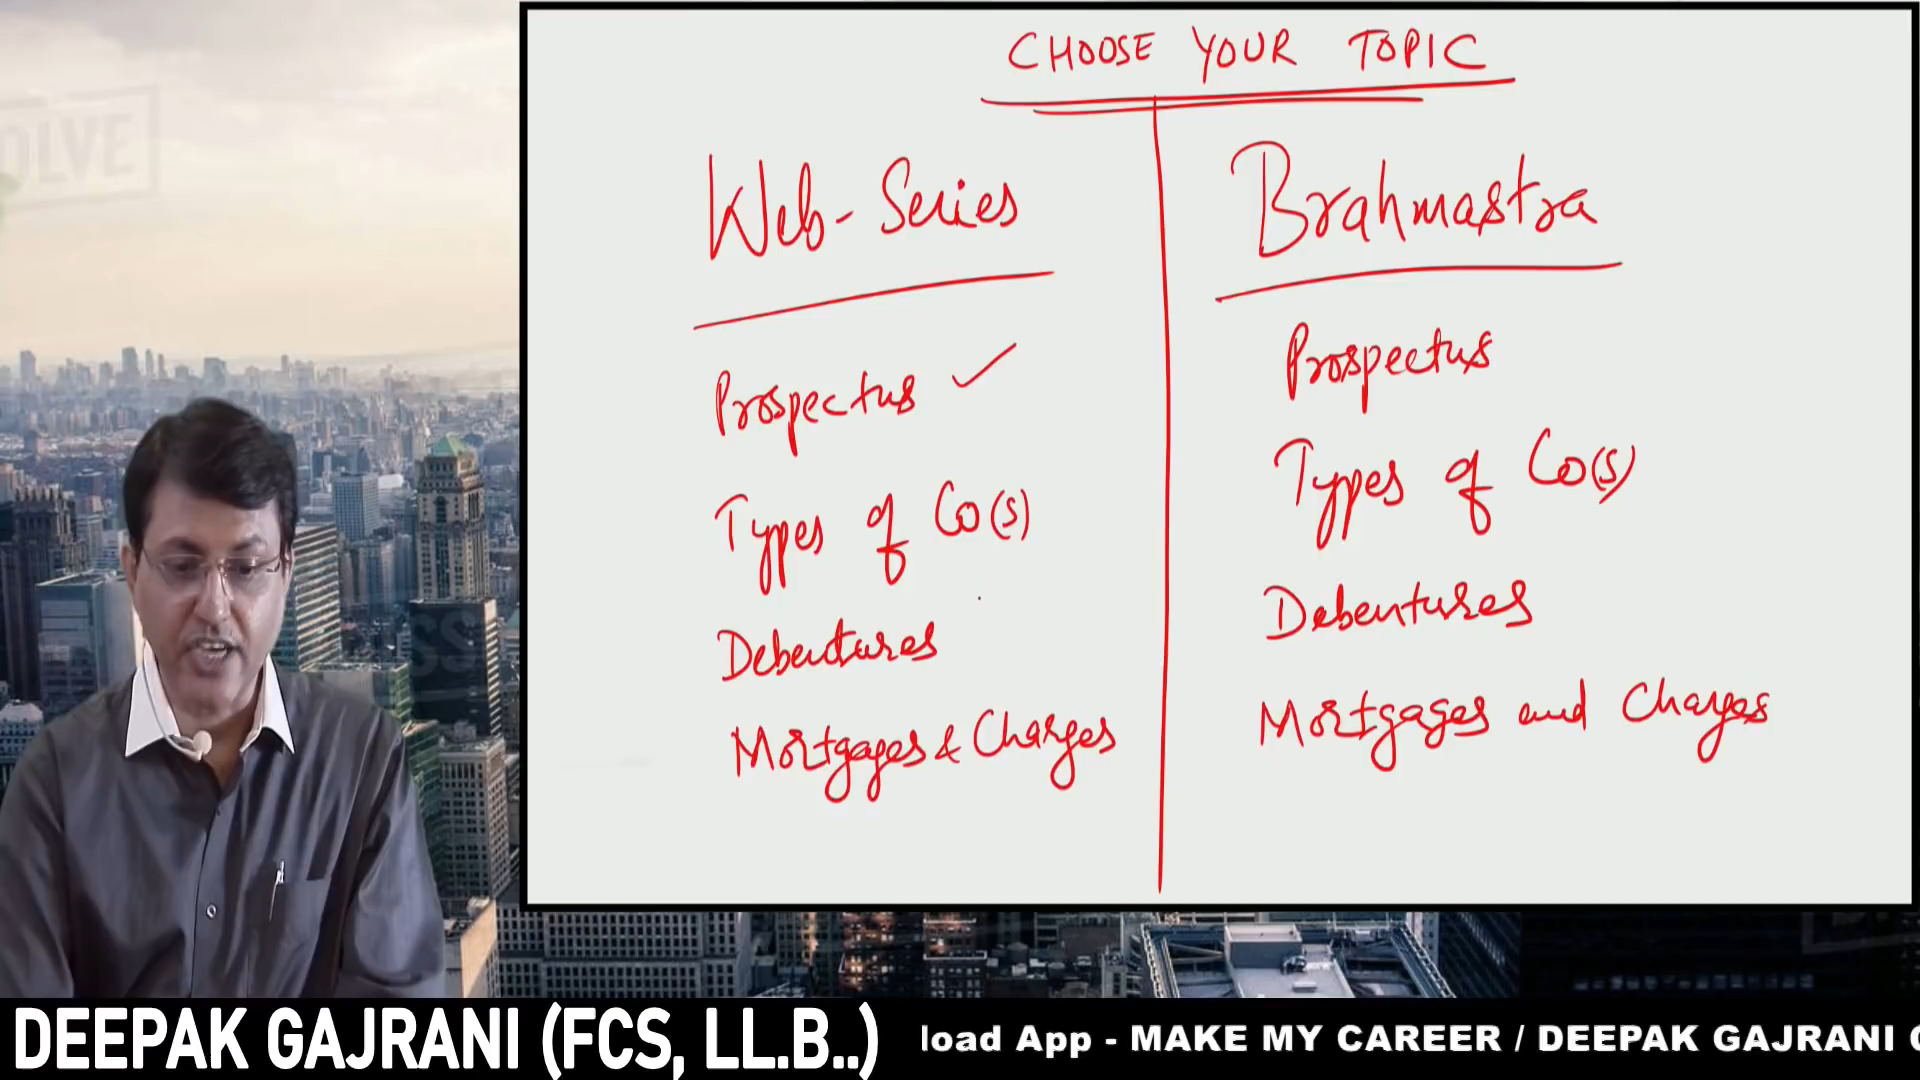 CHOOSE YOUR TOPIC
Web-Series
Prospectus
Types of Co(s)
Debentures
Mortgages & Charges
Brahmastra
Prospectus
Types of Co(s)
Debentures
Mortgages and Charges
OLVE
DEEPAK GAJRANI (FCS, LL.B..)
load App - MAKE MY CAREER / DEEPAK GAJRANI